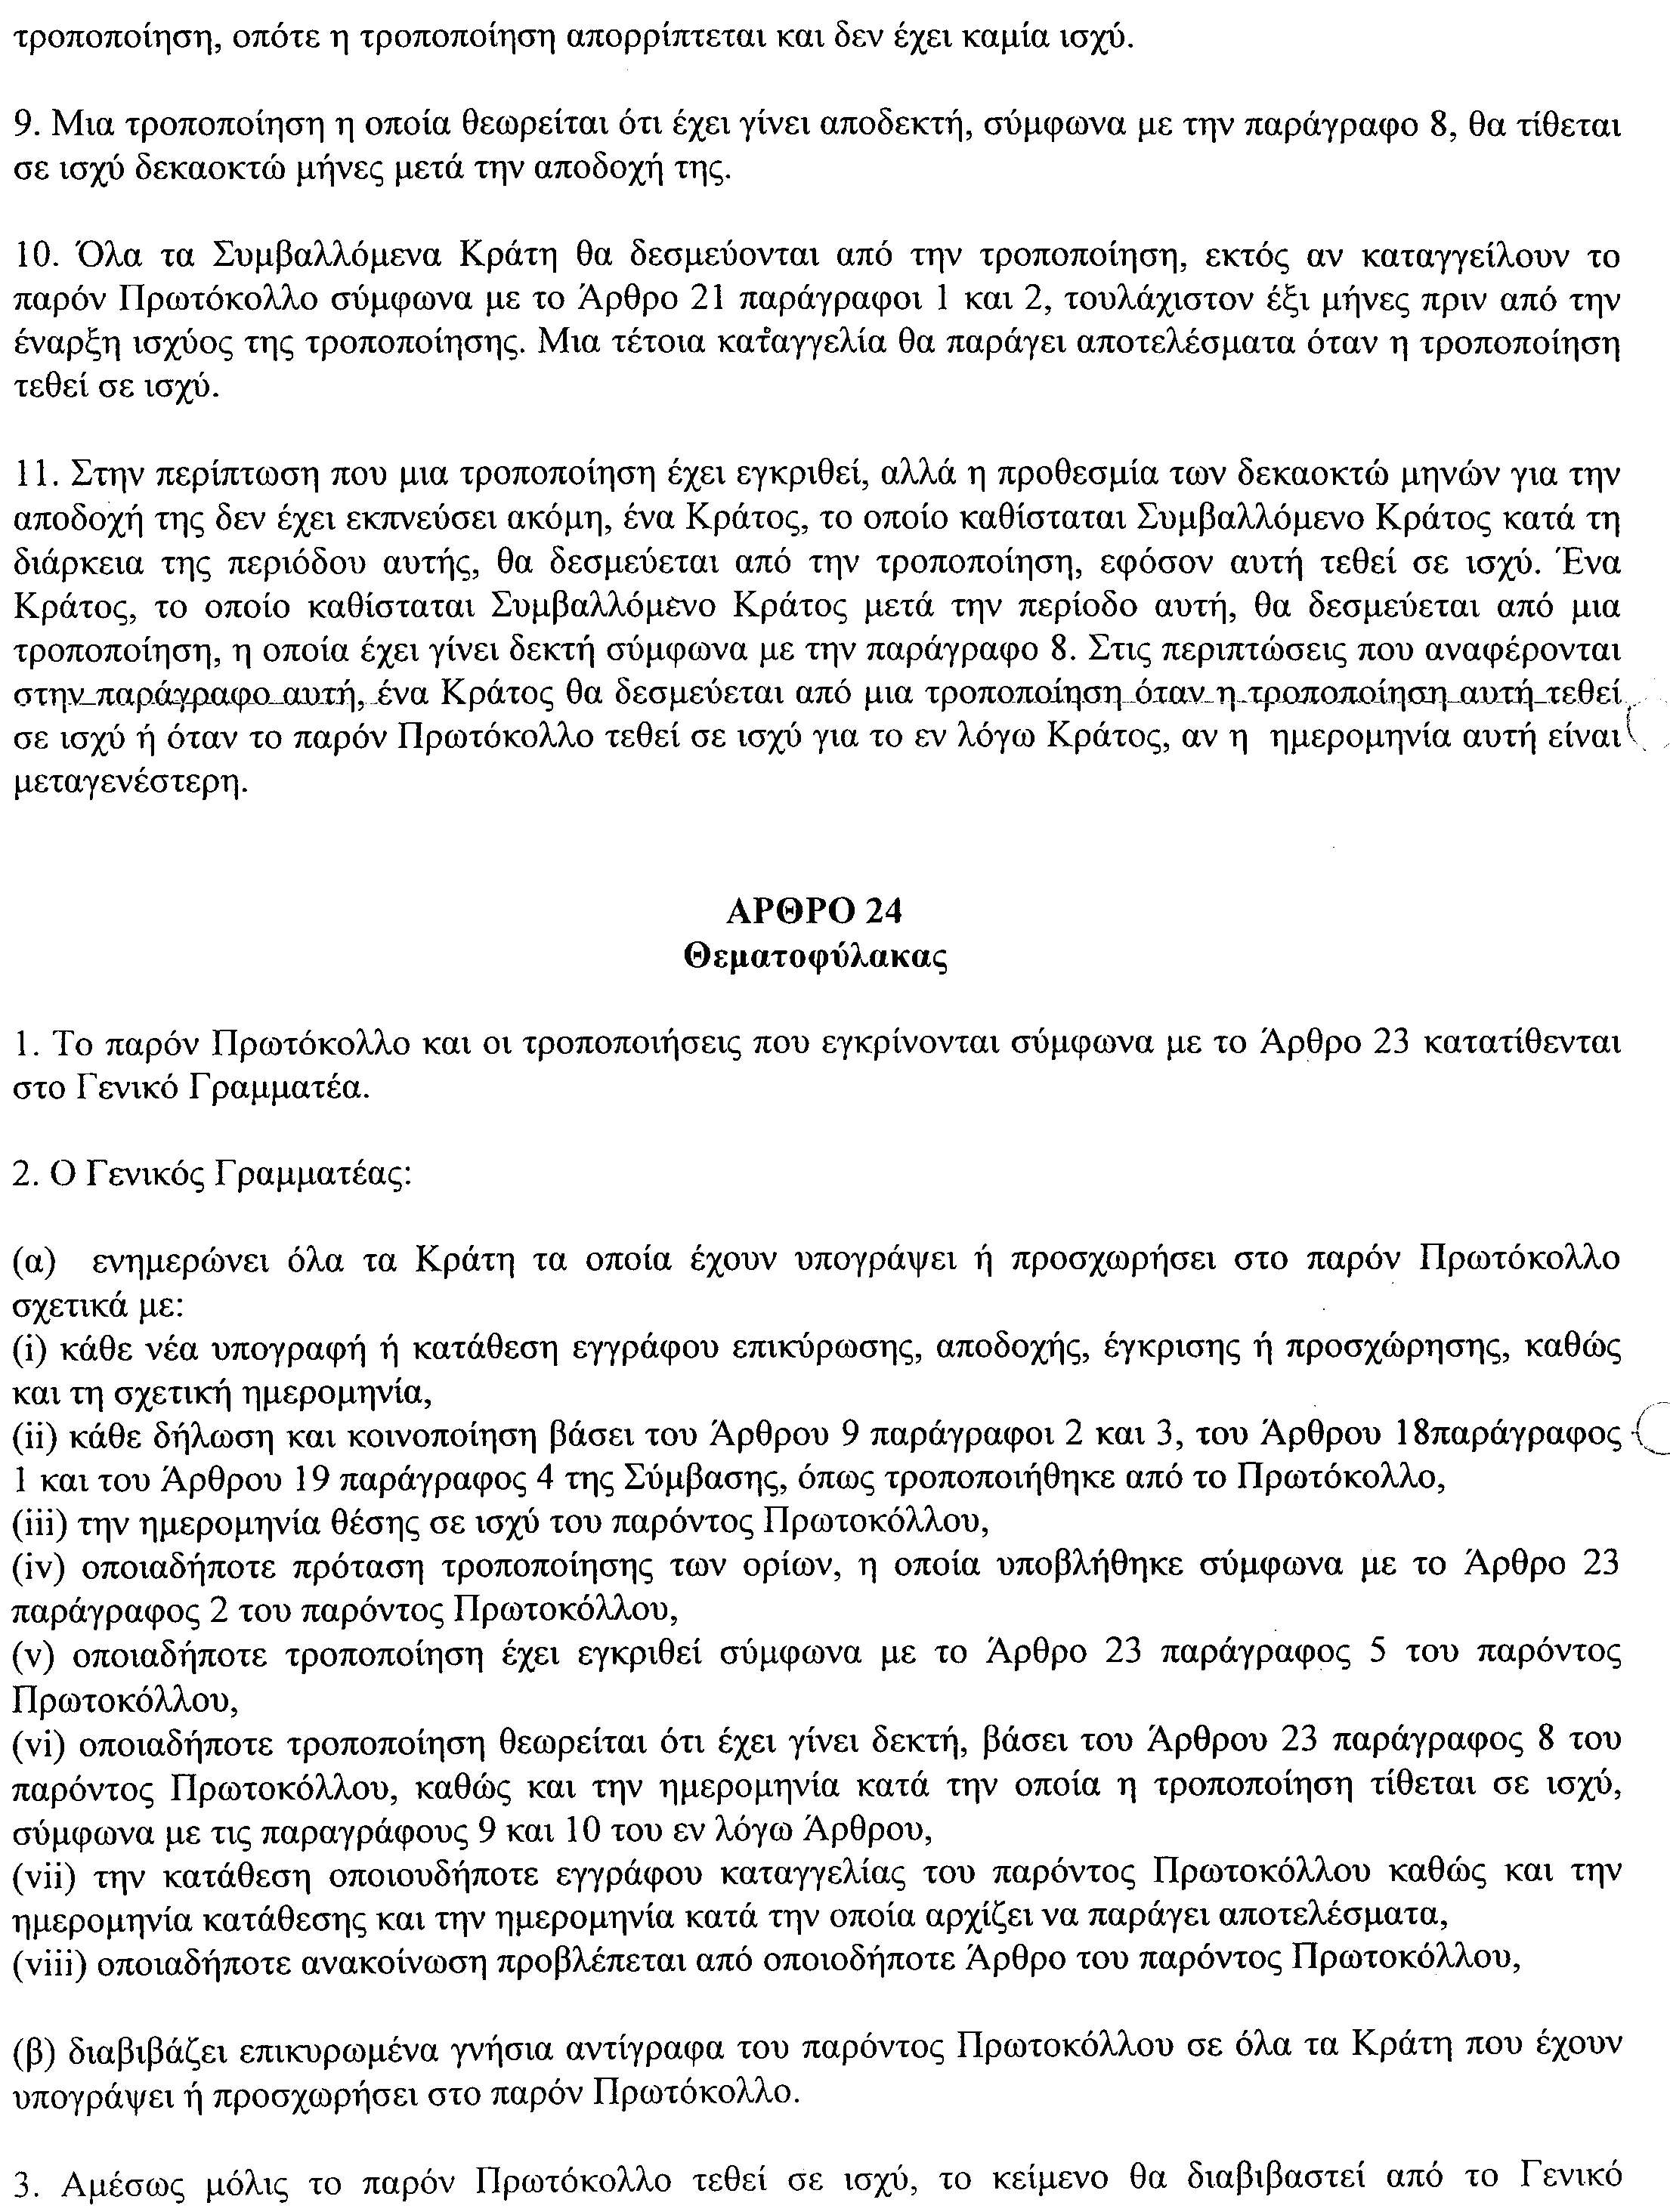 τροποποίηση, οπότε η τροποποίηση απορρίπτεται και δεν έχει καμία ισχύ.
9. Μια τροποποίηση η οποία θεωρείται ότι έχει γίνει αποδεκτή, σύμφωνα με την παράγραφο 8, θα τίθεται
σε ισχύ δεκαοκτώ μήνες μετά την αποδοχή της.
10. Όλα τα Συμβαλλόμενα Κράτη θα δεσμεύονται από την τροποποίηση, εκτός αν καταγγείλουν το
παρόν Πρωτόκολλο σύμφωνα με το Άρθρο 21 παράγραφοι 1 και 2, τουλάχιστον έξι μήνες πριν από την
έναρξη ισχύος της τροποποίησης. Μια τέτοια καταγγελία θα παράγει αποτελέσματα όταν η τροποποίηση
τεθεί σε ισχύ.
11. Στην περίπτωση που μια τροποποίηση έχει εγκριθεί, αλλά η προθεσμία των δεκαοκτώ μηνών για την
αποδοχή της δεν έχει εκπνεύσει ακόμη, ένα Κράτος, το οποίο καθίσταται Συμβαλλόμενο Κράτος κατά τη
διάρκεια της περιόδου αυτής, θα δεσμεύεται από την τροποποίηση, εφόσον αυτή τεθεί σε ισχύ. Ένα
Κράτος, το οποίο καθίσταται Συμβαλλόμενο Κράτος μετά την περίοδο αυτή, θα δεσμεύεται από μια
τροποποίηση, η οποία έχει γίνει δεκτή σύμφωνα με την παράγραφο 8. Στις περιπτώσεις που αναφέρονται
στην παράγραφο αυτή, ένα Κράτος θα δεσμεύεται από μια τροποποίηση όταν η τροποποίηση αυτή τεθεί
σε ισχύ ή όταν το παρόν Πρωτόκολλο τεθεί σε ισχύ για το εν λόγω Κράτος, αν η ημερομηνία αυτή είναι
μεταγενέστερη.
ΑΡΘΡΟ 24
Θεματοφύλακας
1. Το παρόν Πρωτόκολλο και οι τροποποιήσεις που εγκρίνονται σύμφωνα με το Άρθρο 23 κατατίθενται
στο Γενικό Γραμματέα.
2. Ο Γενικός Γραμματέας:
(α) ενημερώνει όλα τα Κράτη τα οποία έχουν υπογράψει ή προσχωρήσει στο παρόν Πρωτόκολλο
σχετικά με:
(i) κάθε νέα υπογραφή ή κατάθεση εγγράφου επικύρωσης, αποδοχής, έγκρισης ή προσχώρησης, καθώς
και τη σχετική ημερομηνία,
(ii) κάθε δήλωση και κοινοποίηση βάσει του Άρθρου 9 παράγραφοι 2 και 3, του Άρθρου 18παράγραφος
1 και του Άρθρου 19 παράγραφος 4 της Σύμβασης, όπως τροποποιήθηκε από το Πρωτόκολλο,
(iii) την ημερομηνία θέσης σε ισχύ του παρόντος Πρωτοκόλλου,
(iv) οποιαδήποτε πρόταση τροποποίησης των ορίων, η οποία υποβλήθηκε σύμφωνα με το Άρθρο 23
παράγραφος 2 του παρόντος Πρωτοκόλλου,
(v) οποιαδήποτε τροποποίηση έχει εγκριθεί σύμφωνα με το Άρθρο 23 παράγραφος 5 του παρόντος
Πρωτοκόλλου,
(vi) οποιαδήποτε τροποποίηση θεωρείται ότι έχει γίνει δεκτή, βάσει του Άρθρου 23 παράγραφος 8 του
παρόντος Πρωτοκόλλου, καθώς και την ημερομηνία κατά την οποία η τροποποίηση τίθεται σε ισχύ,
σύμφωνα με τις παραγράφους 9 και 10 του εν λόγω Άρθρου,
(vii) την κατάθεση οποιουδήποτε εγγράφου καταγγελίας του παρόντος Πρωτοκόλλου καθώς και την
ημερομηνία κατάθεσης και την ημερομηνία κατά την οποία αρχίζει να παράγει αποτελέσματα,
(viii) οποιαδήποτε ανακοίνωση προβλέπεται από οποιοδήποτε Άρθρο του παρόντος Πρωτοκόλλου,
(β) διαβιβάζει επικυρωμένα γνήσια αντίγραφα του παρόντος Πρωτοκόλλου σε όλα τα Κράτη που έχουν
υπογράψει ή προσχωρήσει στο παρόν Πρωτόκολλο.
3. Αμέσως μόλις το παρόν Πρωτόκολλο τεθεί σε ισχύ, το κείμενο θα διαβιβαστεί από το Γενικό